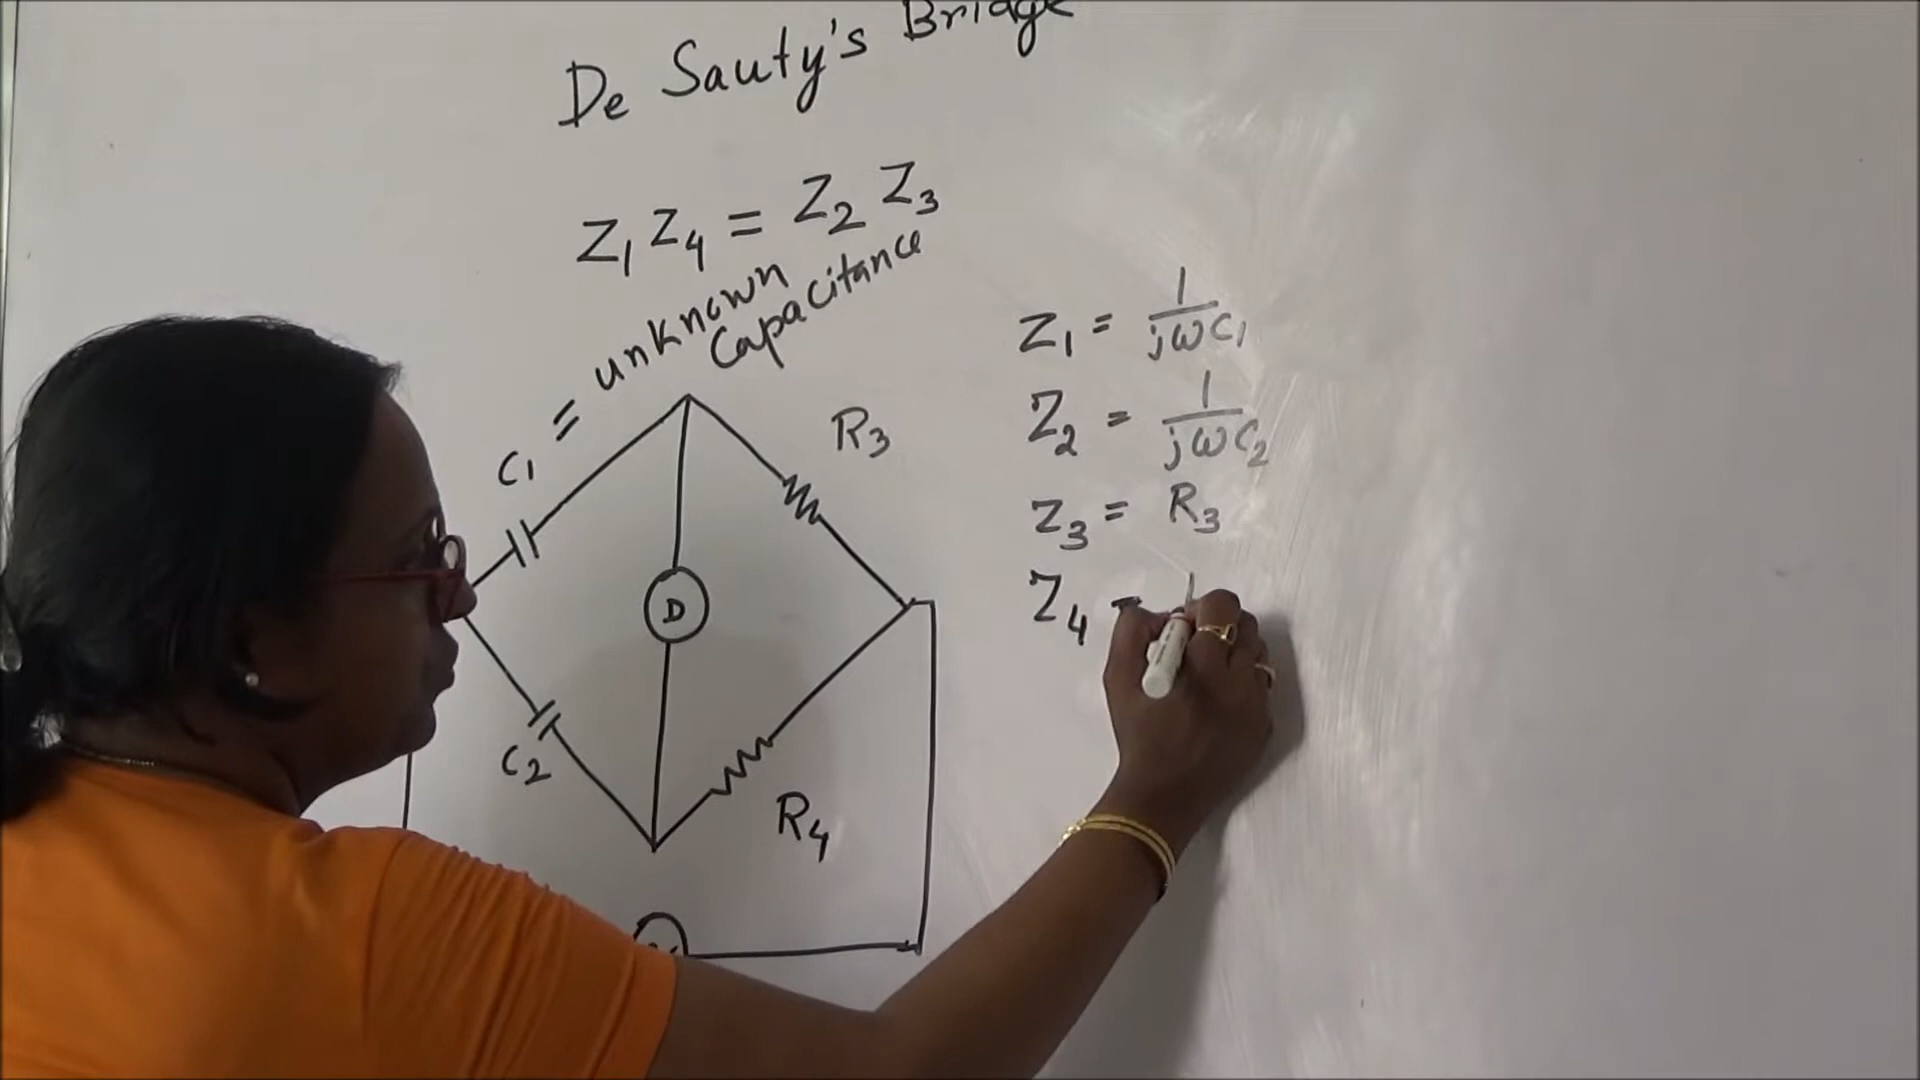 De Sauty's Bridge
Z₁ Z₄ = Z₂ Z₃
C₁ = unknown
Capacitance
R₃
D
C₂
R₄
Z₁ = 1/jωC₁
Z₂ = 1/jωC₂
Z₃ = R₃
Z₄ =